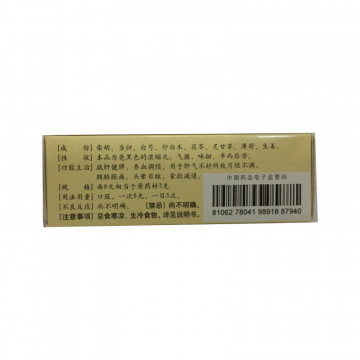 [成 份] 柴胡、当归、白芍、炒白术、茯苓、炙甘草、薄荷、生姜。
[性 状] 本品为亮黑色的浓缩丸;气微,味甜、辛而后苦。
[功能主治] 疏肝健脾,养血调经。用于肝气不舒所致月经不调、
胸胁胀痛、头晕目眩、食欲减退。
[规 格] 每8丸相当于原药材3克
[用法用量] 口服。一次8丸,一日3次。
[不良反应] 尚不明确。 [禁忌] 尚不明确。
[注意事项] 忌食寒凉、生冷食物。详见说明书。
中国药品电子监管码
81062 78041 98918 87940